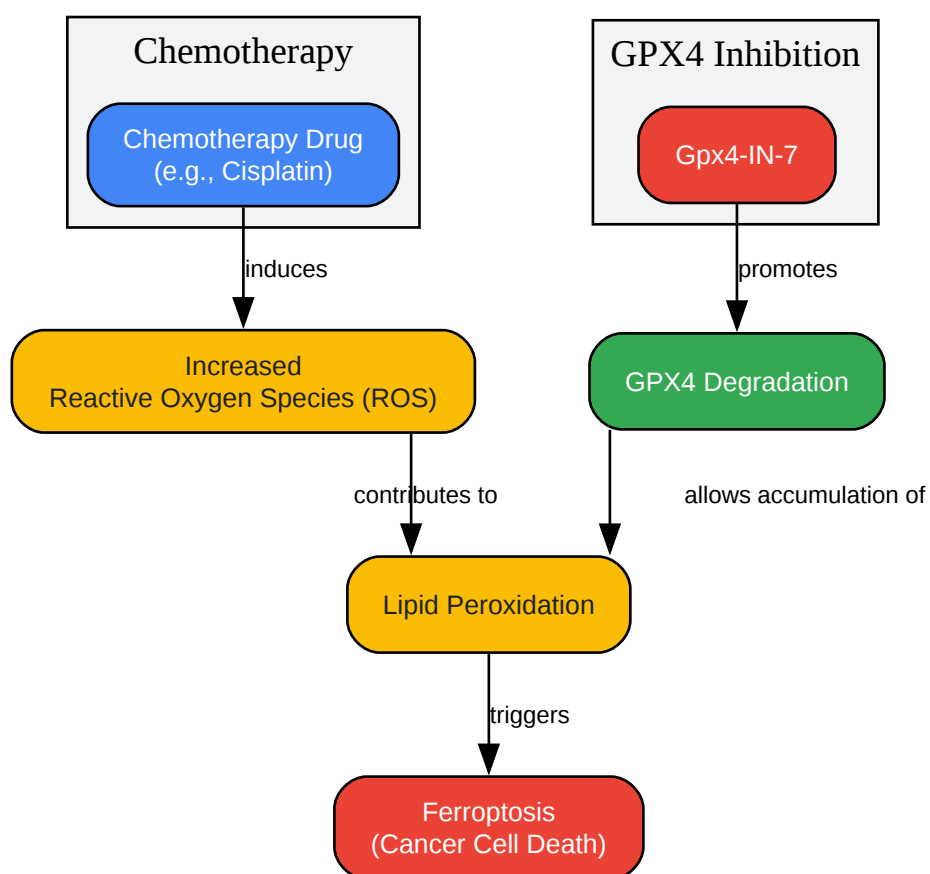 Chemotherapy
GPX4 Inhibition
Chemotherapy Drug
(e.g., Cisplatin)
Gpx4-IN-7
induces
promotes
Increased
Reactive Oxygen Species (ROS)
GPX4 Degradation
contributes to
allows accumulation of
Lipid Peroxidation
triggers
Ferroptosis
(Cancer Cell Death)